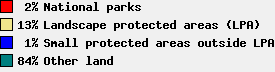 2% National parks
13% Landscape protected areas (LPA)
1% Small protected areas outside LPA
84% Other land